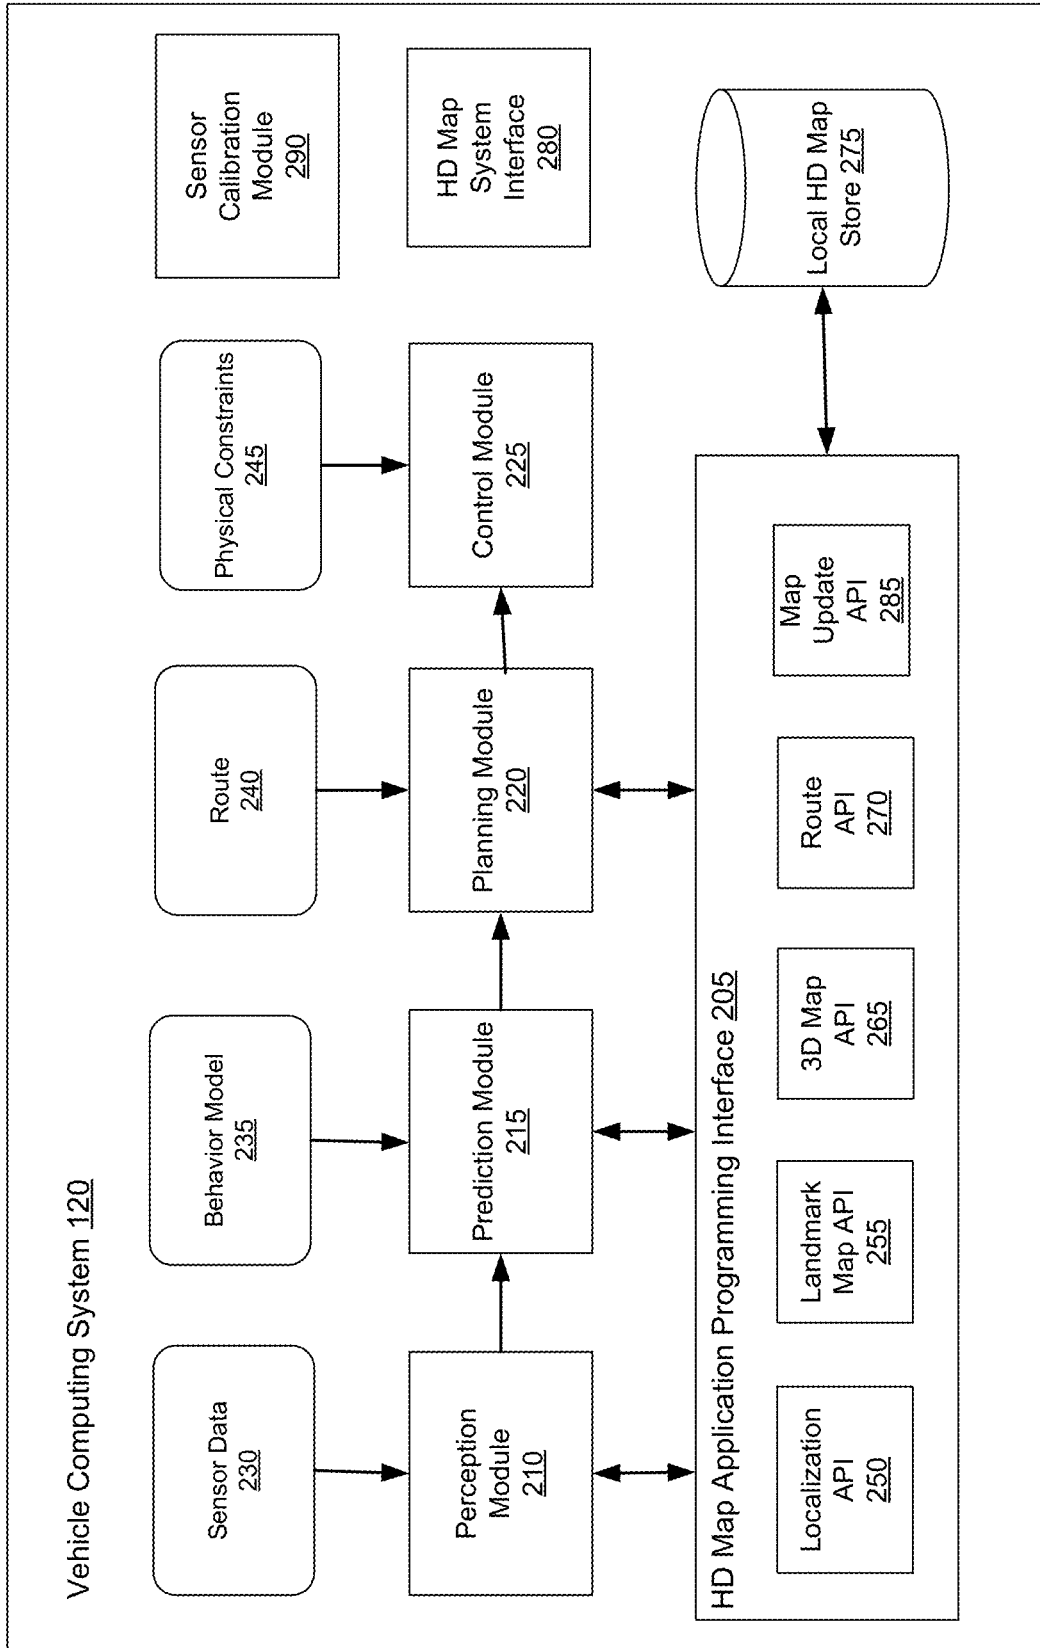 Vehicle Computing System 120
Sensor Data
230
Behavior Model
235
Route
240
Physical Constraints
245
Sensor
Calibration
Module
290
Perception
Module
210
Prediction Module
215
Planning Module
220
Control Module
225
HD Map
System
Interface
280
HD Map Application Programming Interface 205
Localization
API
250
Landmark
Map API
255
3D Map
API
265
Route
API
270
Map
Update
API
285
Local HD Map
Store 275